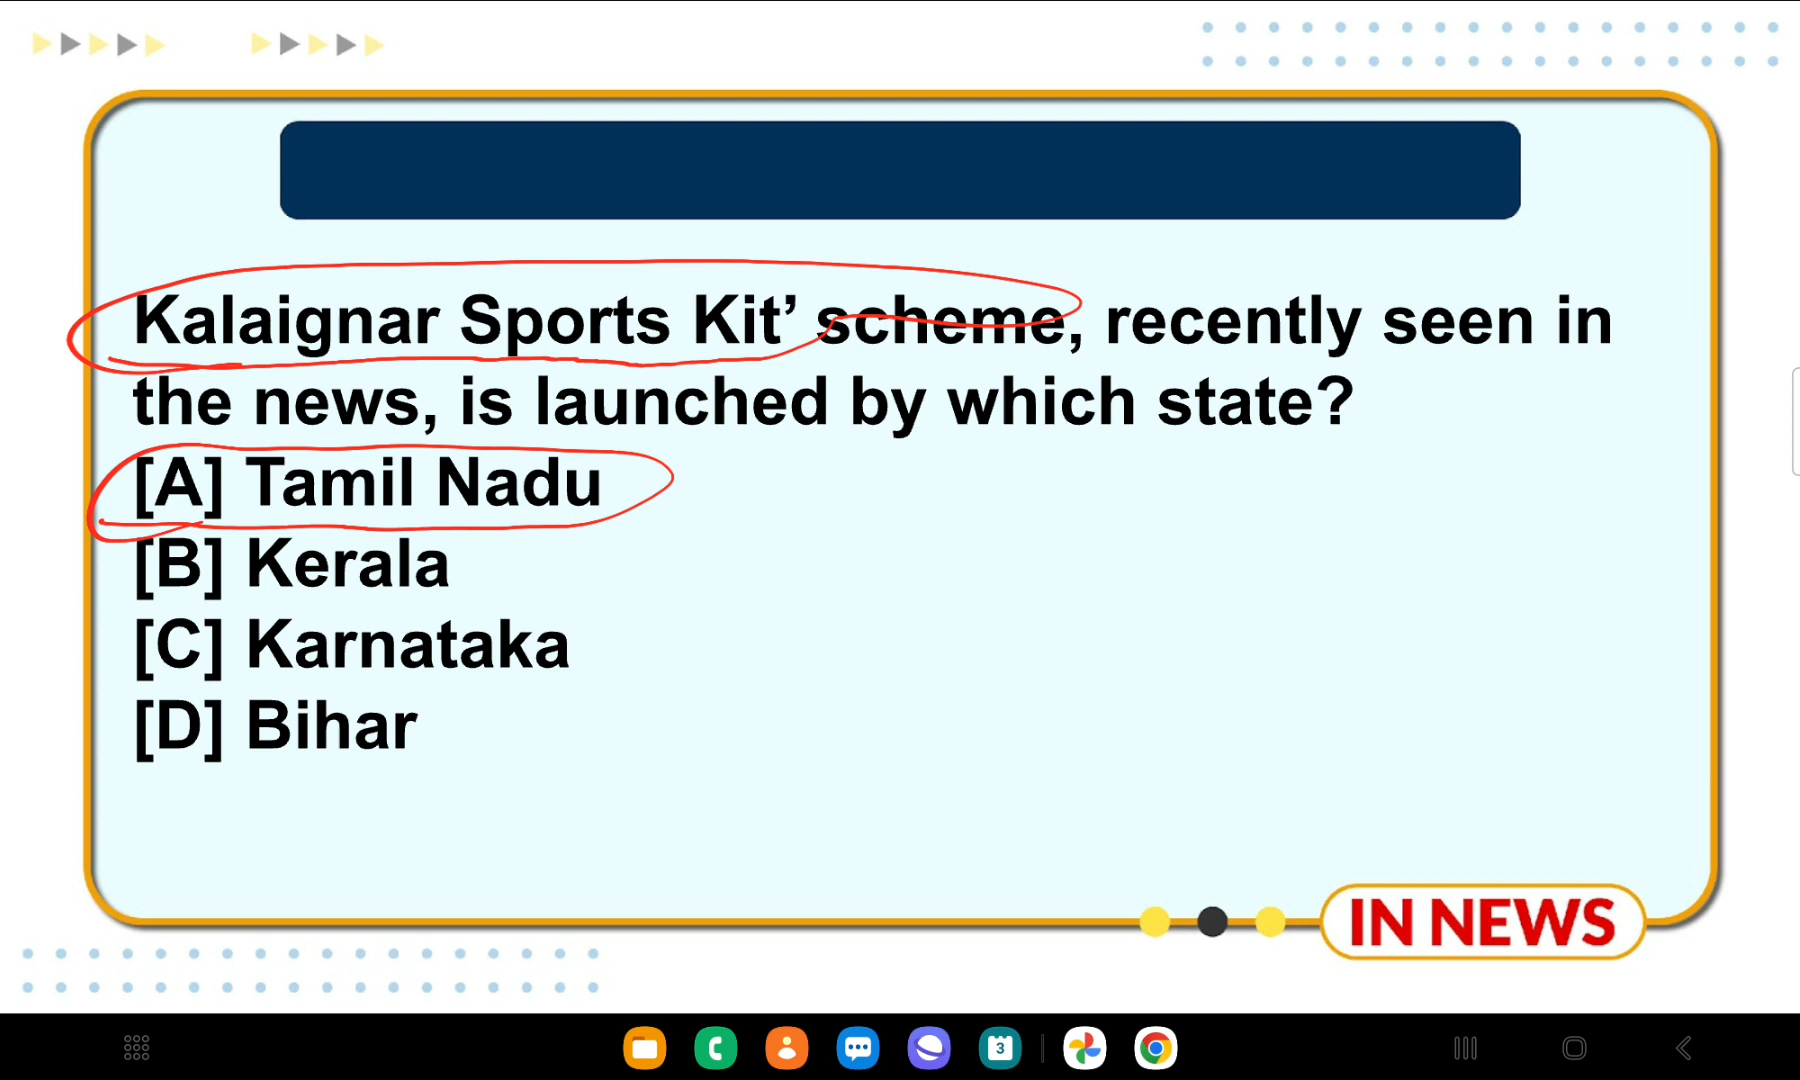 Kalaignar Sports Kit’ scheme, recently seen in
the news, is launched by which state?
[A] Tamil Nadu
[B] Kerala
[C] Karnataka
[D] Bihar
IN NEWS
3